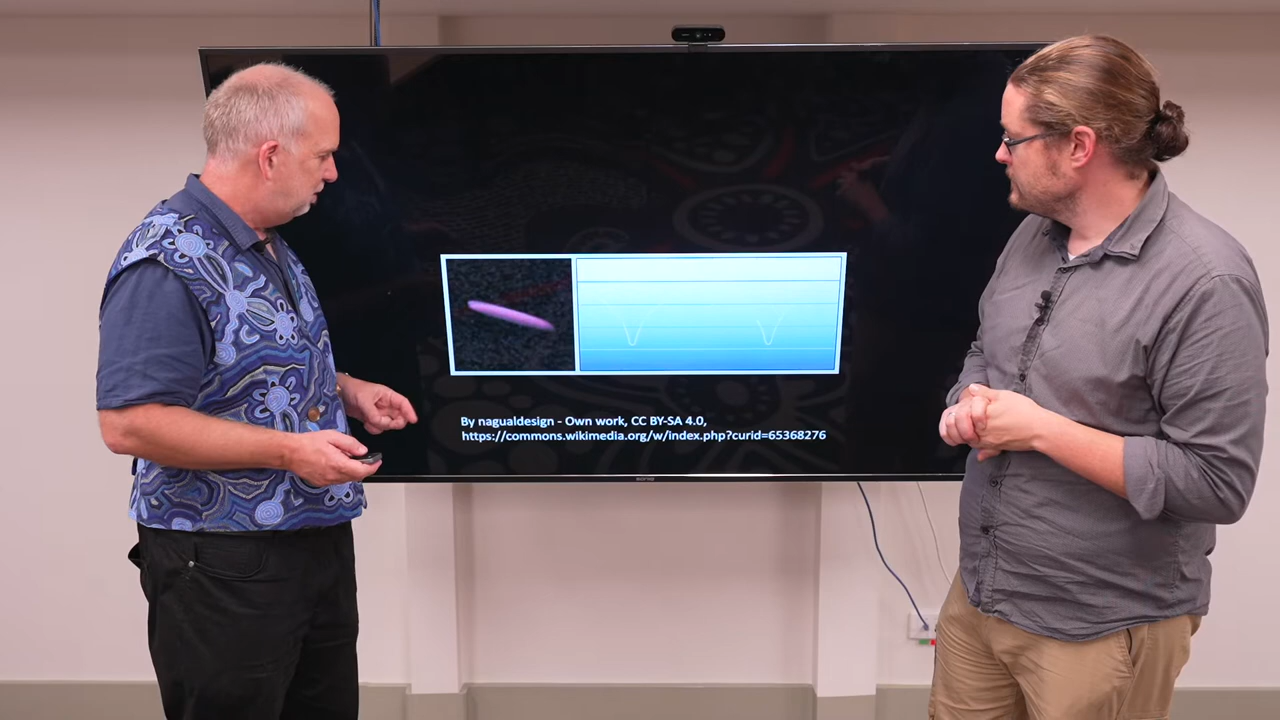 By nagualdesign - Own work, CC BY-SA 4.0,
https://commons.wikimedia.org/w/index.php?curid=65368276